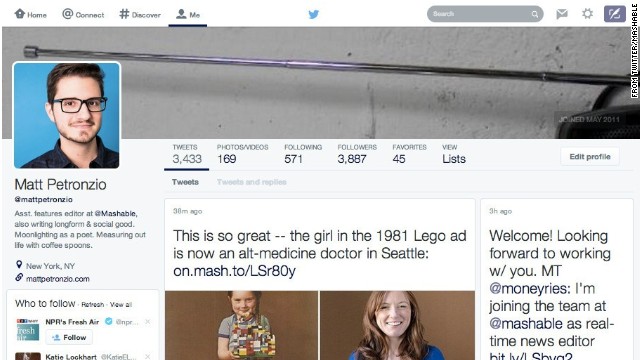 Home @ Connect # Discover Me Search
FROM TWITTER/MASHABLE
JOINED MAY 2011
TWEETS
3,433
PHOTOS/VIDEOS
169
FOLLOWING
571
FOLLOWERS
3,887
FAVORITES
45
VIEW
Lists
Edit profile
Matt Petronzio
@mattpetronzio
Asst. features editor at @Mashable,
also writing longform & social good.
Moonlighting as a poet. Measuring out
life with coffee spoons.
New York, NY
mattpetronzio.com
Who to follow · Refresh · View all
fresh air
NPR's Fresh Air @npr...
Follow
Katie Lockhart @KatieEL...
Tweets Tweets and replies
38m ago
This is so great -- the girl in the 1981 Lego ad
is now an alt-medicine doctor in Seattle:
on.mash.to/LSr80y
3h ago
Welcome! Looking
forward to working
w/ you. MT
@moneyries: I'm
joining the team at
@mashable as real-
time news editor